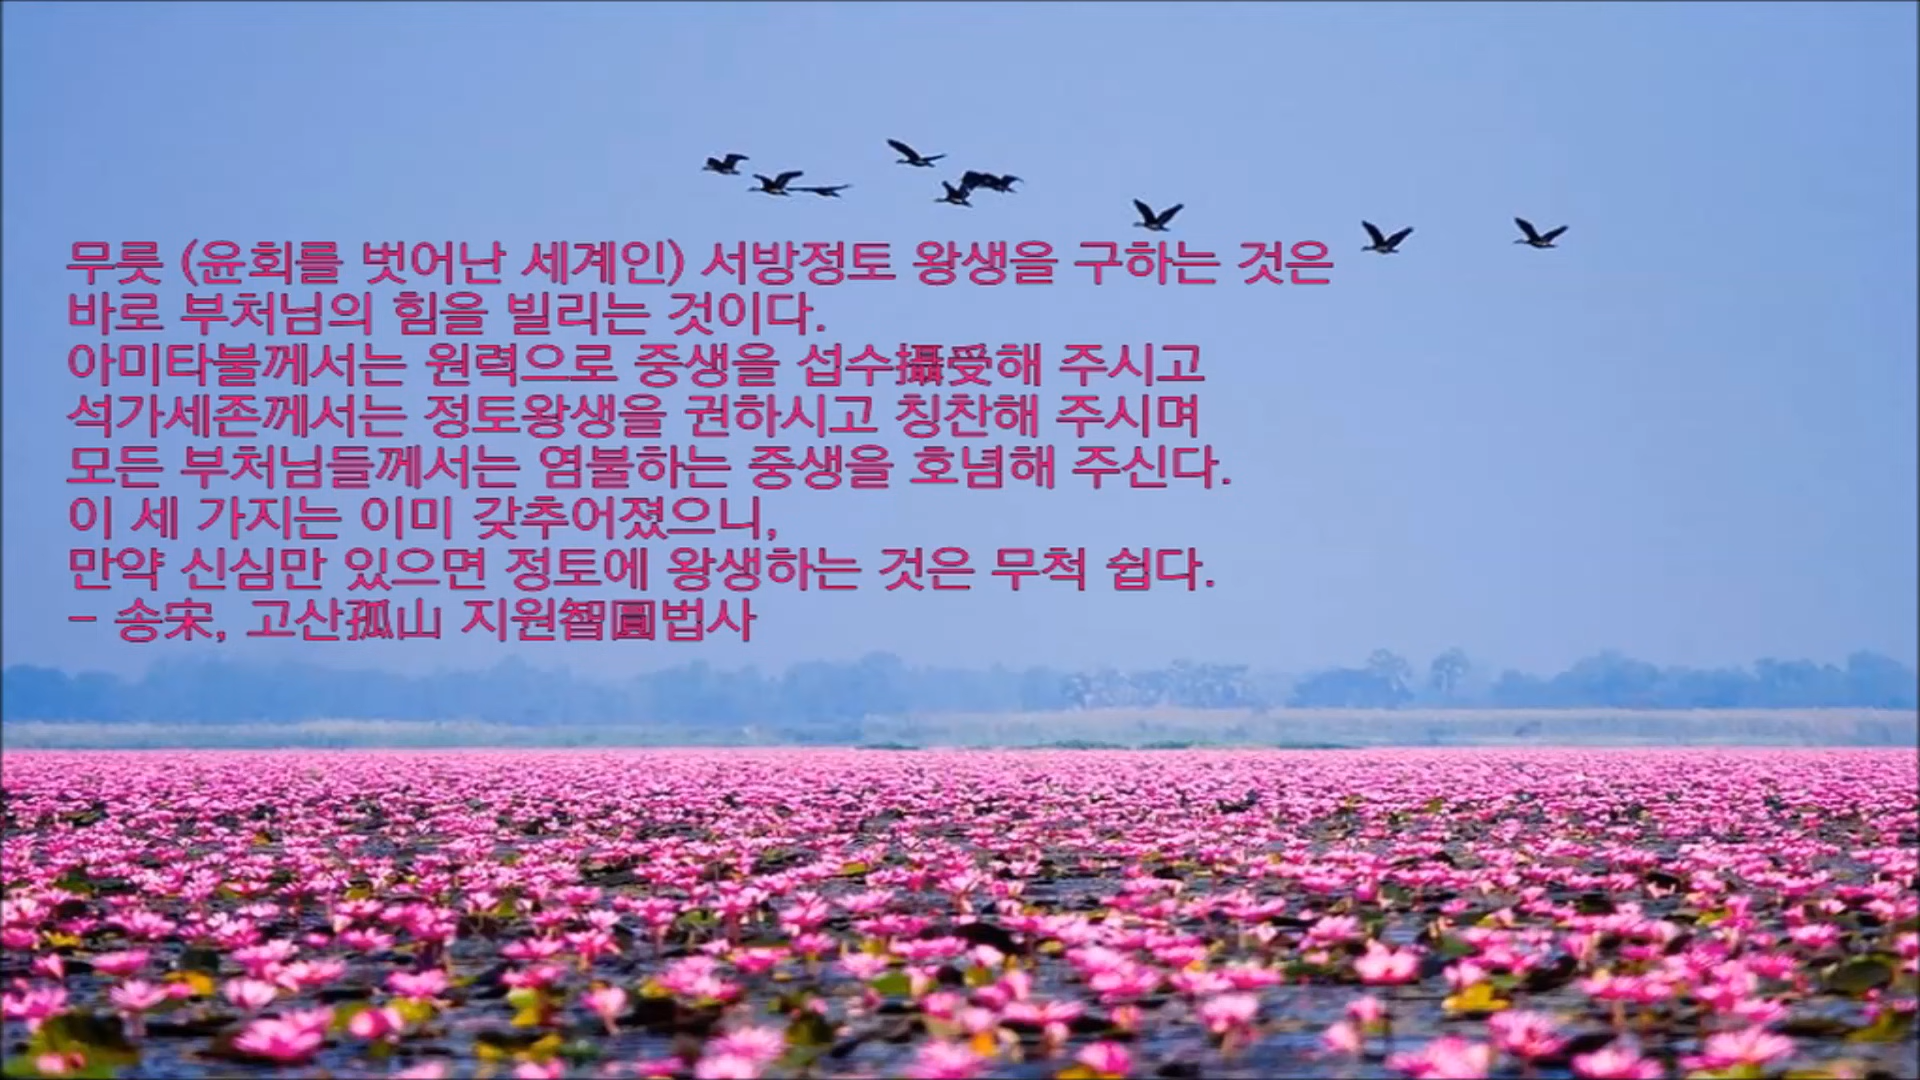 무릇 (윤회를 벗어난 세계인) 서방정토 왕생을 구하는 것은
바로 부처님의 힘을 빌리는 것이다.
아미타불께서는 원력으로 중생을 섭수攝受해 주시고
석가세존께서는 정토왕생을 권하시고 칭찬해 주시며
모든 부처님들께서는 염불하는 중생을 호념해 주신다.
이 세 가지는 이미 갖추어졌으니,
만약 신심만 있으면 정토에 왕생하는 것은 무척 쉽다.
- 송宋, 고산孤山 지원智圓법사